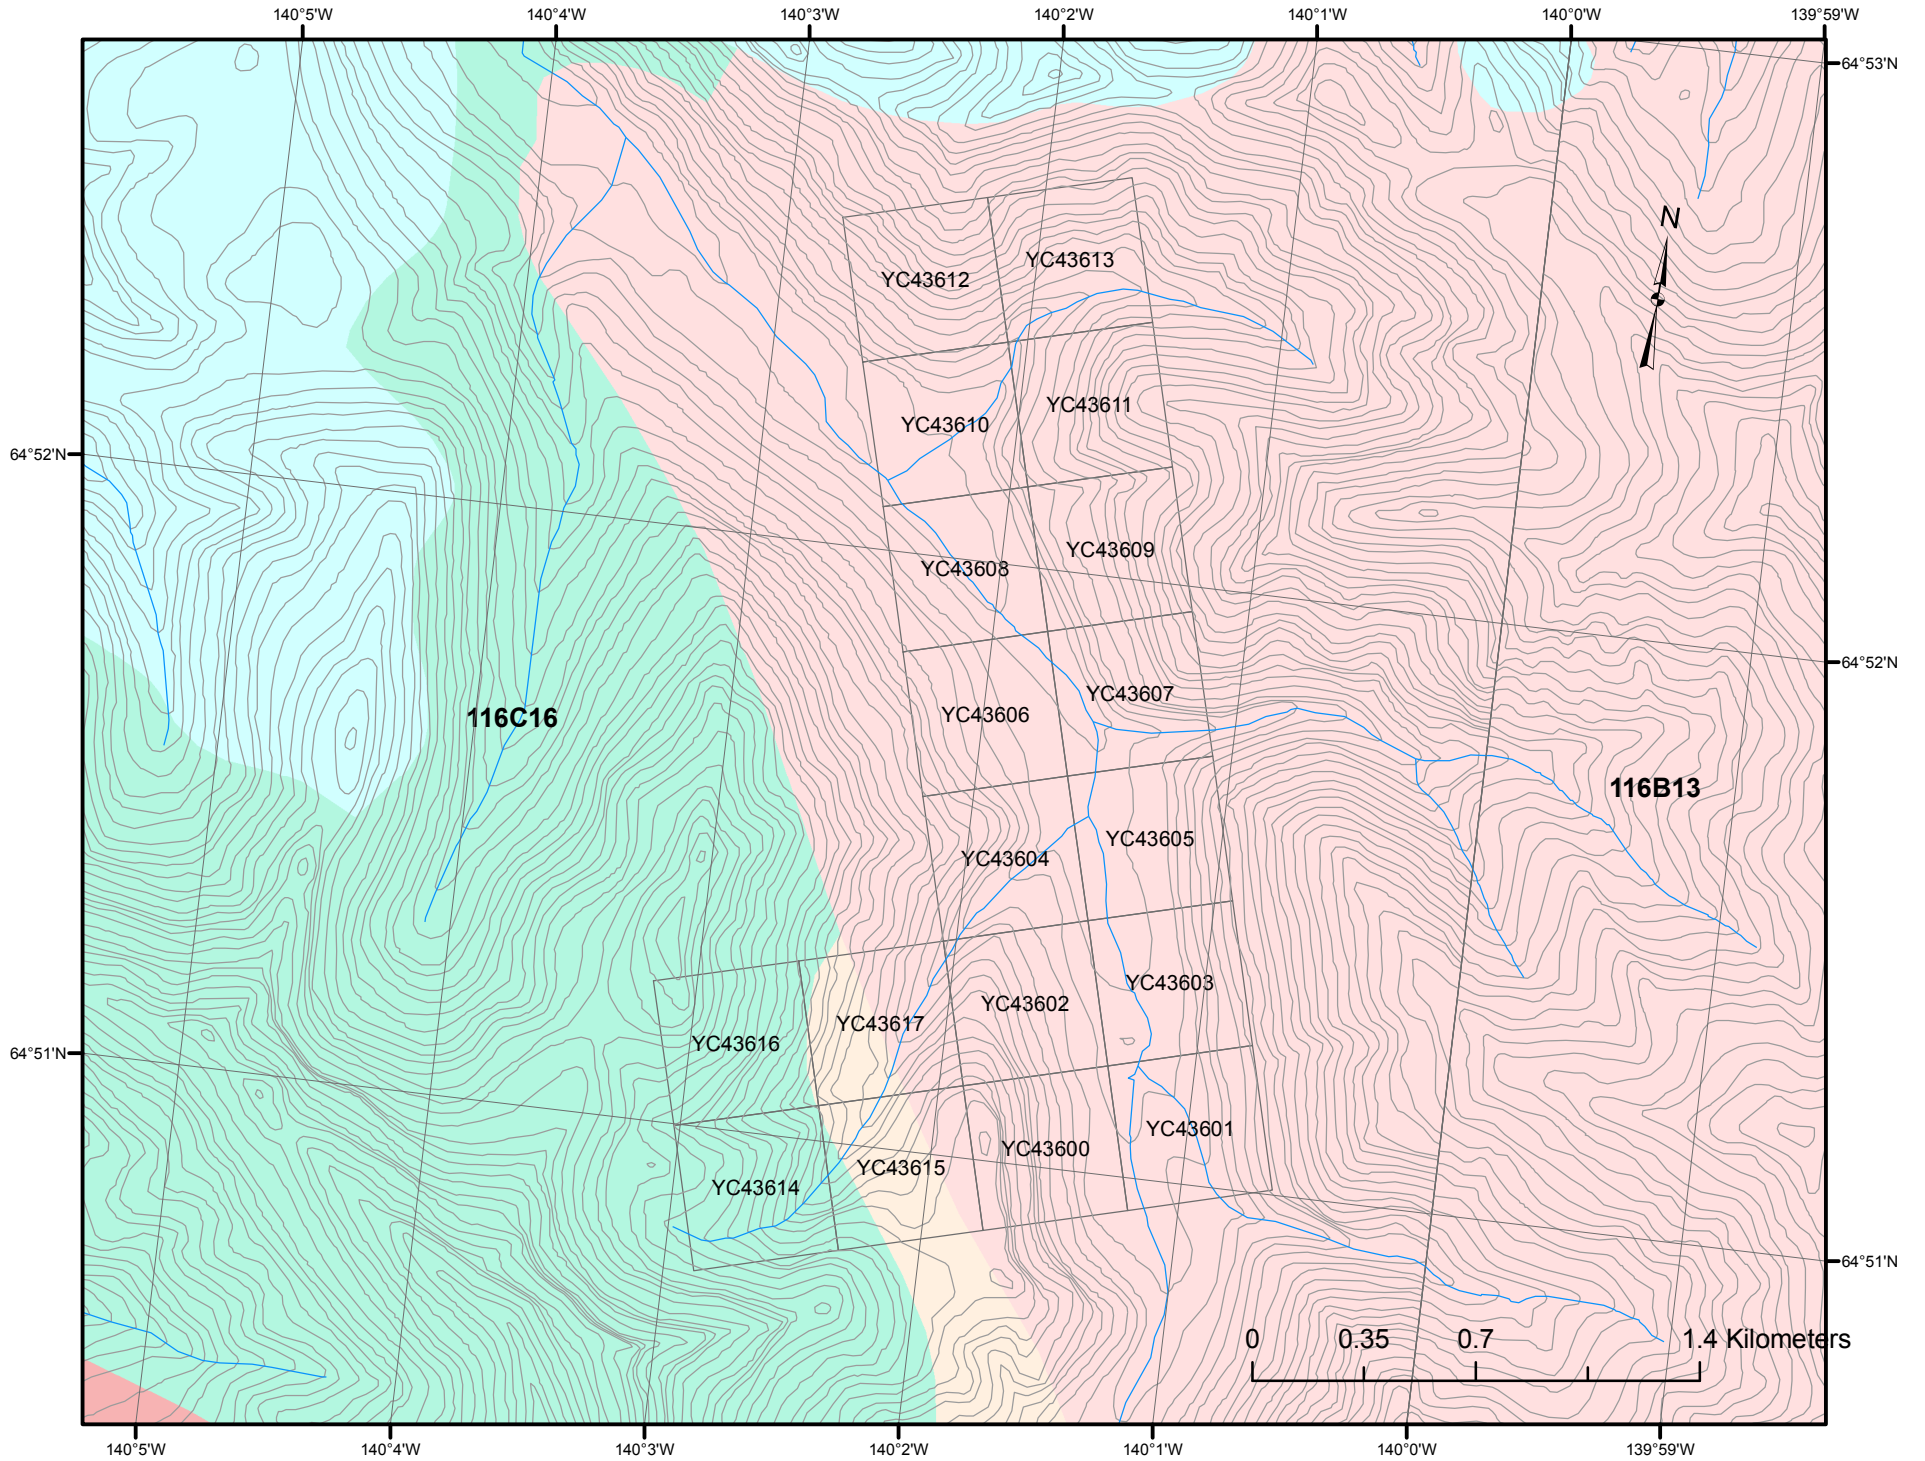 140°5'W 140°4'W 140°3'W 140°2'W 140°1'W 140°0'W 139°59'W
64°53'N
N
YC43613
YC43612
YC43611
YC43610
64°52'N
YC43609
YC43608
64°52'N
YC43607
YC43606
116C16
116B13
YC43605
YC43604
YC43603
YC43602
YC43617
YC43616
64°51'N
YC43601
YC43600
YC43615
YC43614
64°51'N
0 0.35 0.7 1.4 Kilometers
140°5'W 140°4'W 140°3'W 140°2'W 140°1'W 140°0'W 139°59'W